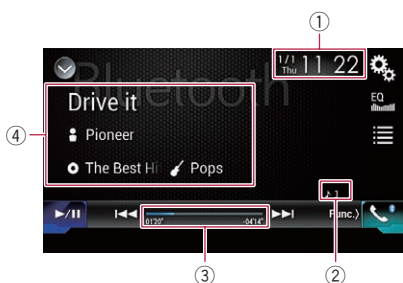 ①
Bluetooth
1/1 Thu 11 22
Drive it
EQ
④
Pioneer
The Best Hi Pops
♪ 1
01'20" -04'14"
Func.
③ ②